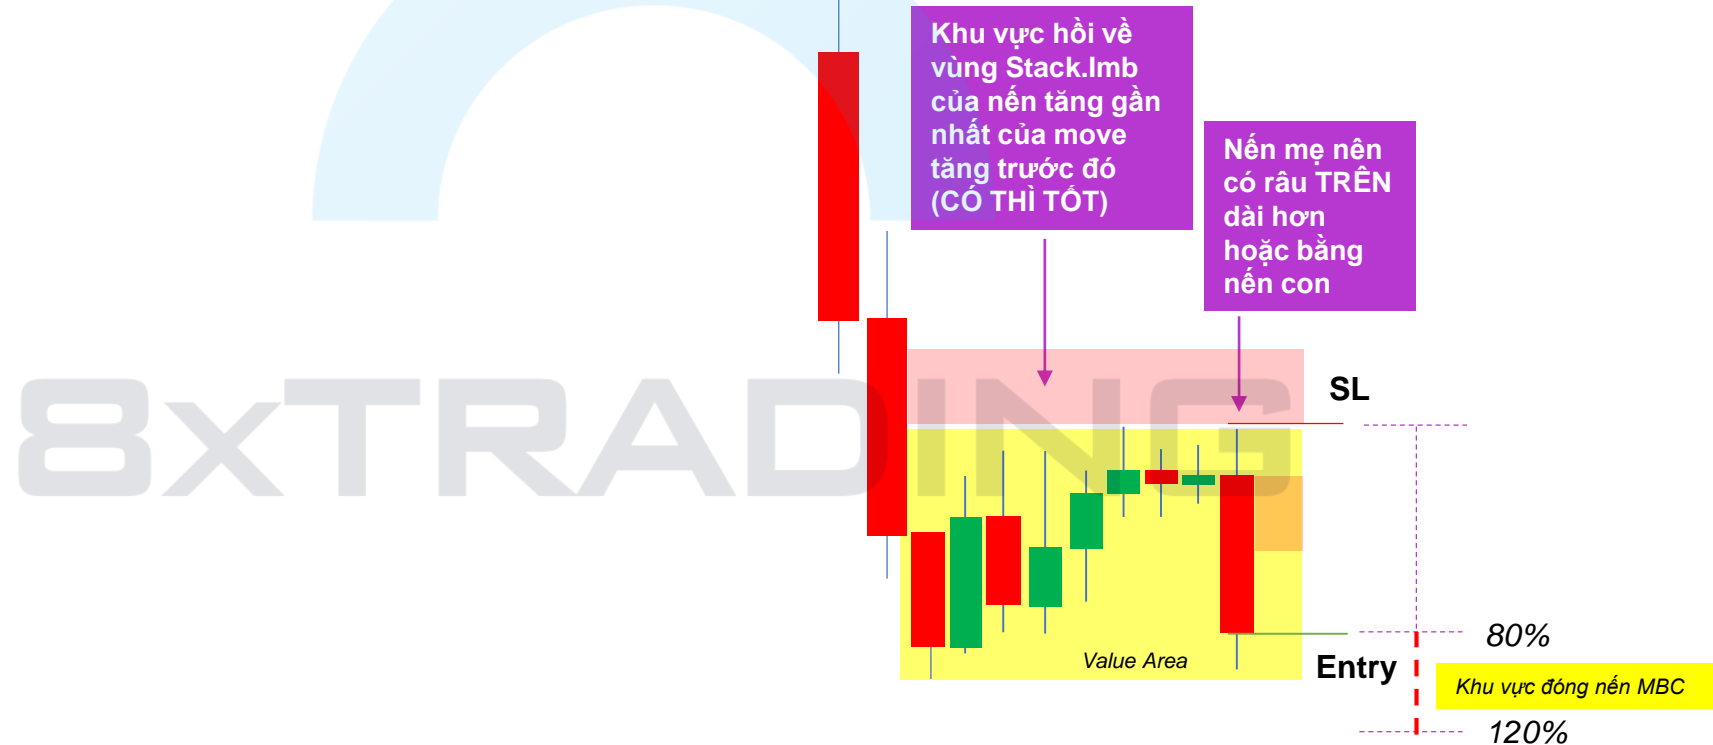 Khu vực hồi về
vùng Stack.Imb
của nến tăng gần
nhất của move
tăng trước đó
(CÓ THÌ TỐT)
Nến mẹ nên
có râu TRÊN
dài hơn
hoặc bằng
nến con
8xTRADING
SL
80%
Value Area
Entry
Khu vực đóng nến MBC
120%